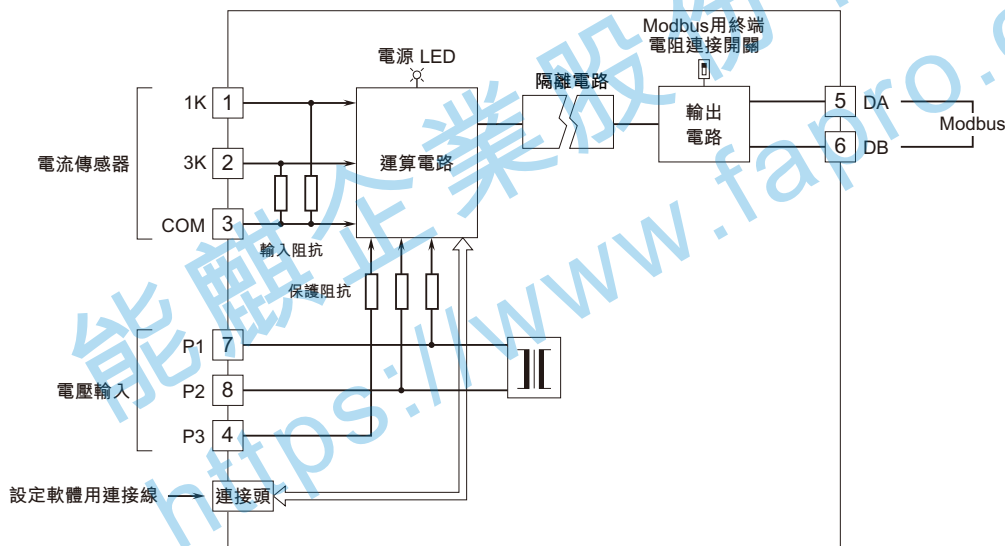 Modbus用終端
電阻連接開關
電源 LED
隔離電路
1K 1
5 DA
輸出
電路
Modbus
6 DB
電流傳感器
3K 2
運算電路
COM 3
輸入阻抗
保護阻抗
P1 7
電壓輸入
P2 8
P3 4
設定軟體用連接線
連接頭
能麒企業股份
https://www.fapro.c